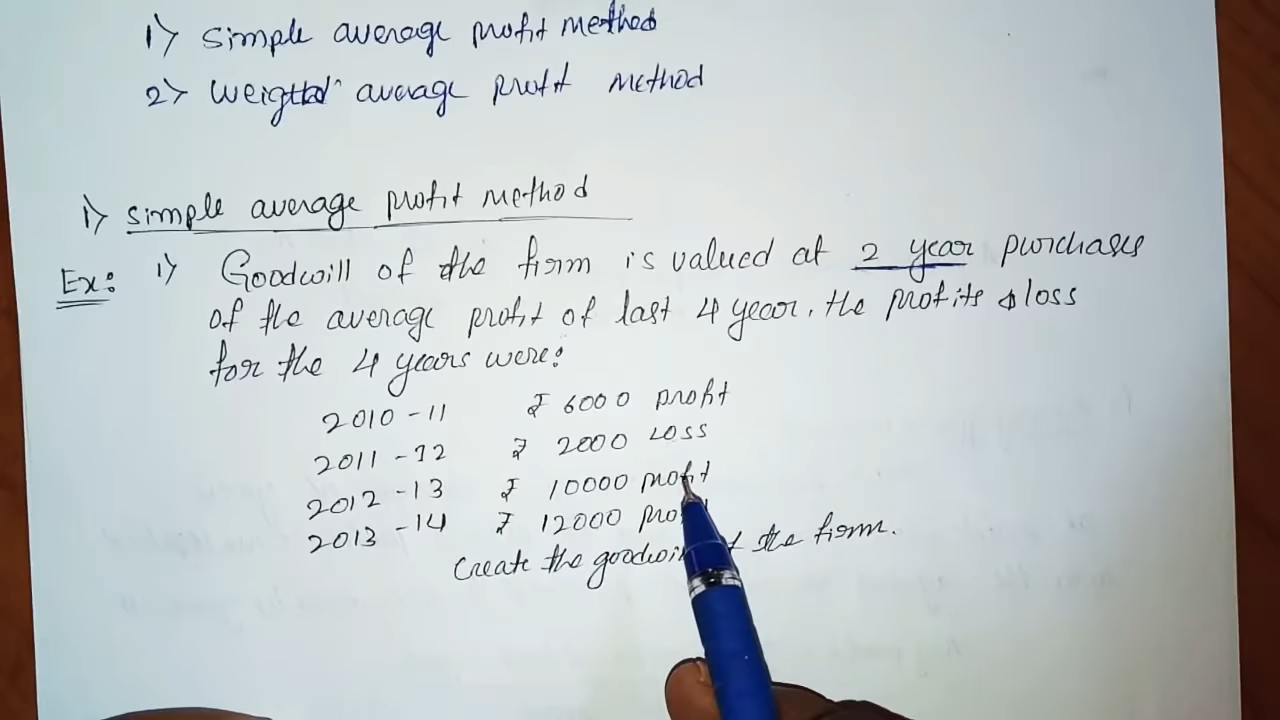 1) Simple average profit method
2) Weigtd average profit method
1) Simple average profit method
Ex: 1) Goodwill of the firm is valued at 2 year purchases
of the average profit of last 4 year. the profits & loss
for the 4 years were:
2010-11 ₹ 6000 profit
2011-12 ₹ 2000 Loss
2012-13 ₹ 10000 profit
2013-14 ₹ 12000
Create the the firm.